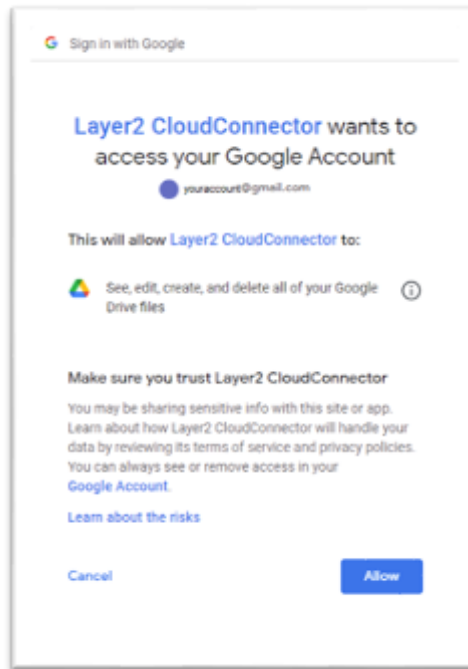 Sign in with Google
Layer2 CloudConnector wants to
access your Google Account
youraccount@gmail.com
This will allow Layer2 CloudConnector to:
See, edit, create, and delete all of your Google
Drive files
Make sure you trust Layer2 CloudConnector
You may be sharing sensitive info with this site or app.
Learn about how Layer2 CloudConnector will handle your
data by reviewing its terms of service and privacy policies.
You can always see or remove access in your
Google Account.
Learn about the risks
Cancel
Allow